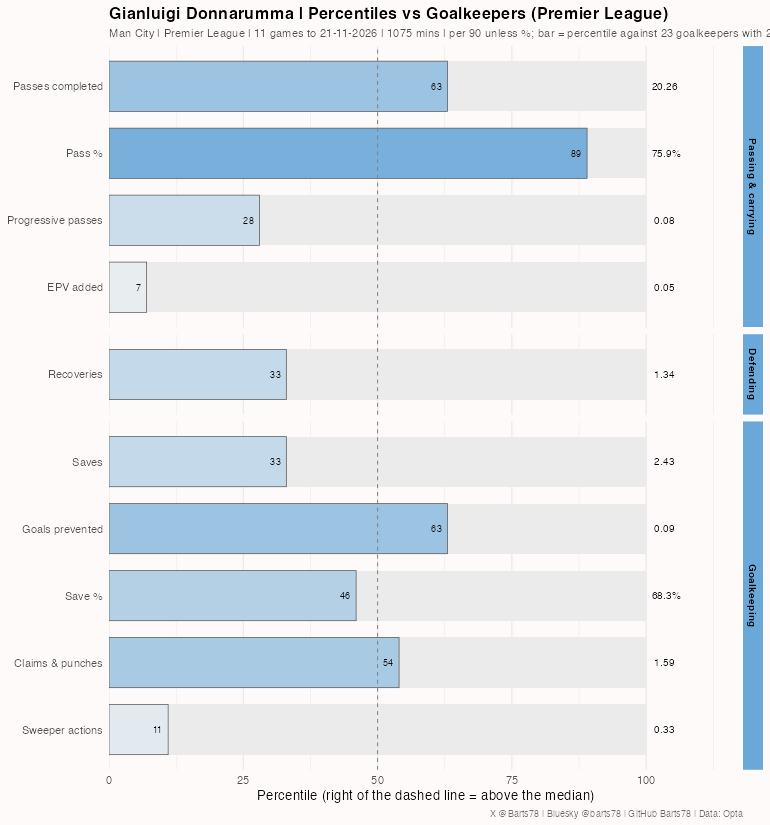 Gianluigi Donnarumma | Percentiles vs Goalkeepers (Premier League)
Man City | Premier League | 11 games to 21-11-2026 | 1075 mins | per 90 unless %; bar = percentile against 23 goalkeepers with 2
Passes completed 63 20.26
Pass % 89 75.9%
Progressive passes 28 0.08
EPV added 7 0.05
Passing & carrying
Recoveries 33 1.34
Defending
Saves 33 2.43
Goals prevented 63 0.09
Save % 46 68.3%
Claims & punches 54 1.59
Sweeper actions 11 0.33
Goalkeeping
0 25 50 75 100
Percentile (right of the dashed line = above the median)
X @Barts78 | Bluesky @barts78 | GitHub Barts78 | Data: Opta